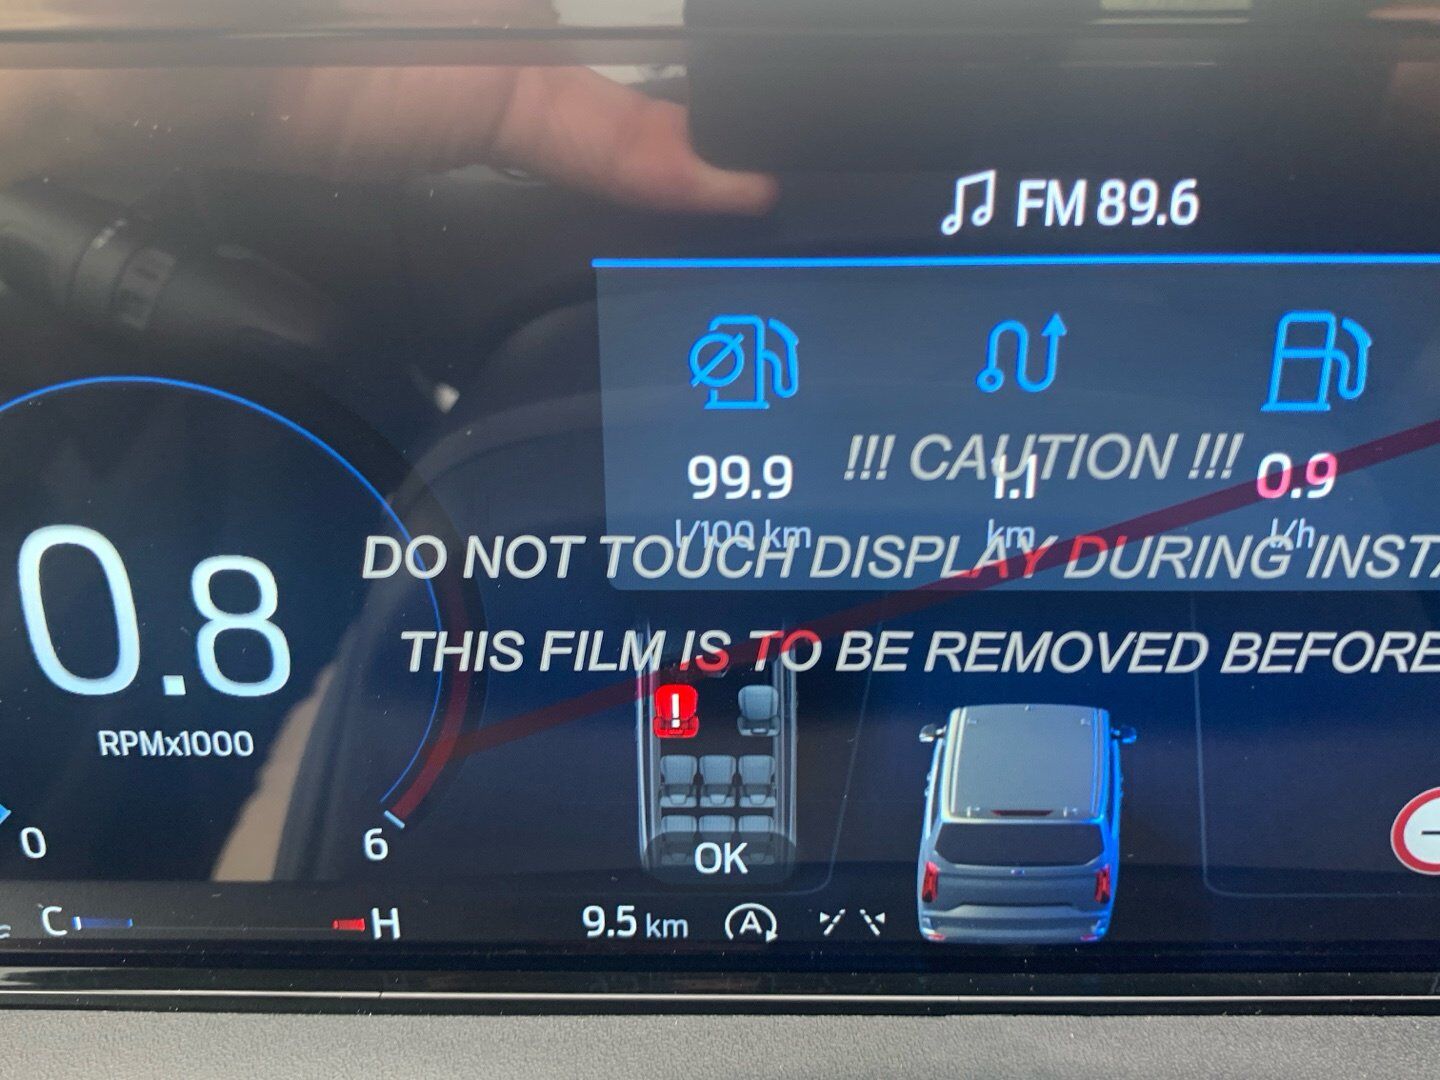 FM 89.6
!!! CAUTION !!!
99.9
1.1
0.9
l/100 km
km
l/h
DO NOT TOUCH DISPLAY DURING INSTA
THIS FILM IS TO BE REMOVED BEFORE
0.8
RPMx1000
!
0
6
OK
C
H
9.5 km
A